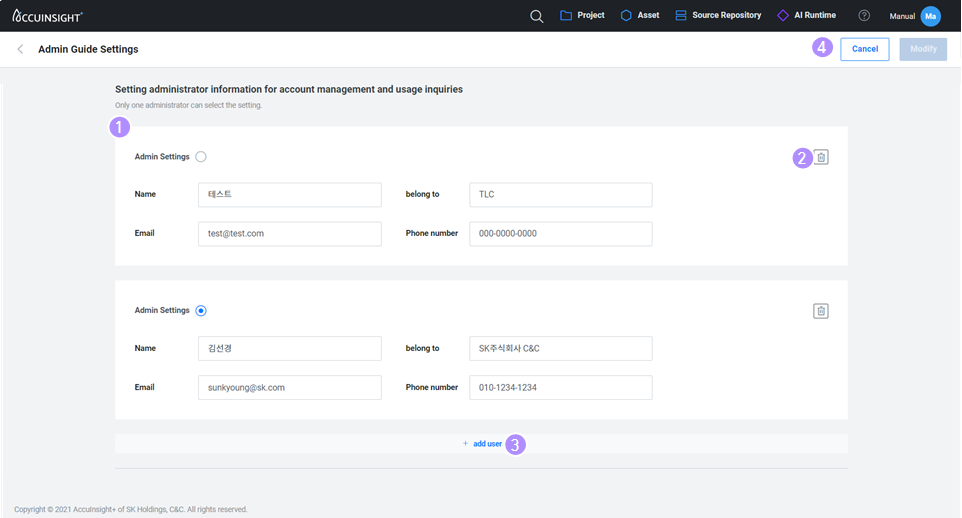 ACCUINSIGHT+
Project
Asset
Source Repository
AI Runtime
?
Manual
Ma
Admin Guide Settings
4
Cancel
Modify
Setting administrator information for account management and usage inquiries
Only one administrator can select the setting.
1
Admin Settings
2
Name 테스트 belong to TLC
Email test@test.com Phone number 000-0000-0000
Admin Settings
Name 김선경 belong to SK주식회사 C&C
Email sunkyoung@sk.com Phone number 010-1234-1234
+ add user 3
Copyright © 2021 AccuInsight+ of SK Holdings, C&C. All rights reserved.